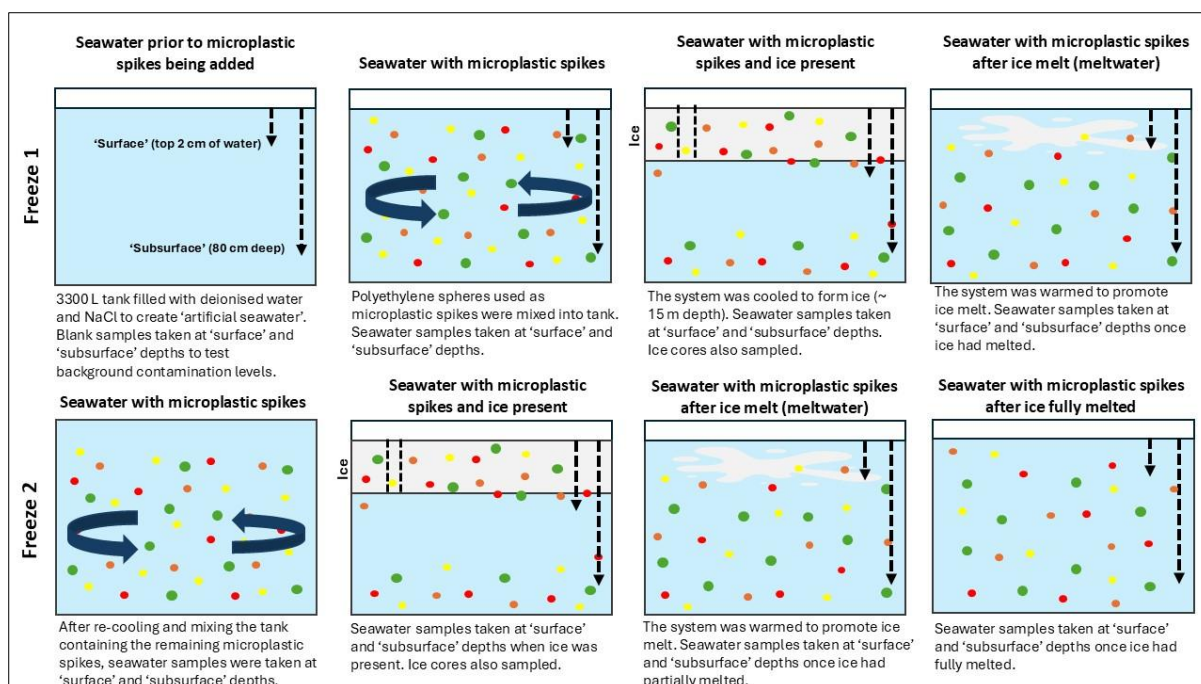 Seawater prior to microplastic
spikes being added
Seawater with microplastic spikes
Seawater with microplastic
spikes and ice present
Seawater with microplastic spikes
after ice melt (meltwater)
Freeze 1
'Surface' (top 2 cm of water)
'Subsurface' (80 cm deep)
Ice
3300 L tank filled with deionised water
and NaCl to create 'artificial seawater'.
Blank samples taken at 'surface' and
'subsurface' depths to test
background contamination levels.
Polyethylene spheres used as
microplastic spikes were mixed into tank.
Seawater samples taken at 'surface' and
'subsurface' depths.
The system was cooled to form ice (~
15 m depth). Seawater samples taken
at 'surface' and 'subsurface' depths.
Ice cores also sampled.
The system was warmed to promote
ice melt. Seawater samples taken at
'surface' and 'subsurface' depths once
ice had melted.
Seawater with microplastic spikes
Seawater with microplastic
spikes and ice present
Seawater with microplastic spikes
after ice melt (meltwater)
Seawater with microplastic spikes
after ice fully melted
Freeze 2
Ice
After re-cooling and mixing the tank
containing the remaining microplastic
spikes, seawater samples were taken at
'surface' and 'subsurface' depths.
Seawater samples taken at 'surface'
and 'subsurface' depths when ice was
present. Ice cores also sampled.
The system was warmed to promote ice
melt. Seawater samples taken at 'surface'
and 'subsurface' depths once ice had
partially melted.
Seawater samples taken at 'surface'
and 'subsurface' depths once ice had
fully melted.